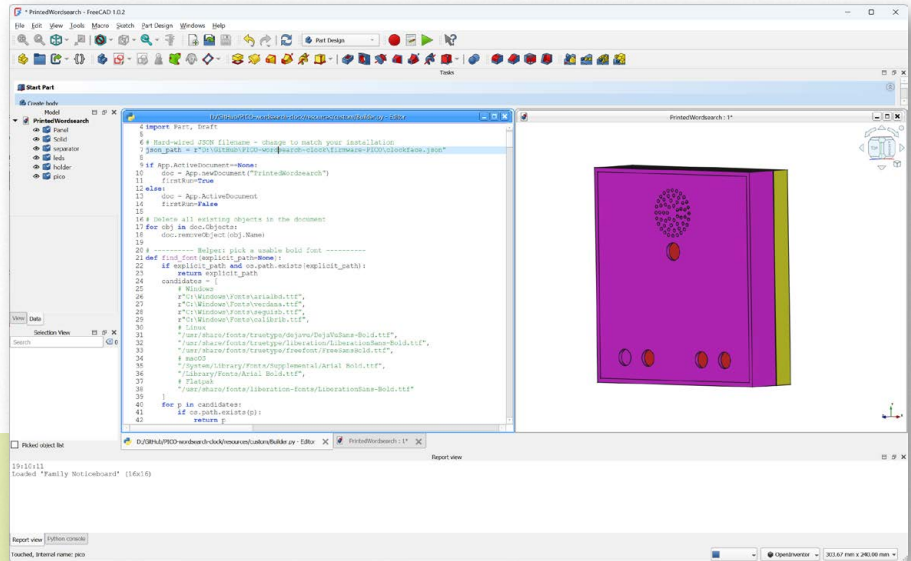 * PrintedWordsearch - FreeCAD 1.0.2
File Edit View Tools Macro Sketch Part Design Windows Help
Part Design
Tasks
Start Part
Create body
Model
PrintedWordsearch
Panel
Solid
separator
leds
holder
pico
View Data
Selection View
Search
Picked object list
D:/GitHub/PICO-wordsearch-clock/resources/custom/Builder.py - Editor
4 import Part, Draft
5
6 # Hard-wired JSON filename - change to match your installation
7 json_path = r"D:\GitHub\PICO-wordsearch-clock\firmware-PICO\clockface.json"
8
9 if App.ActiveDocument==None:
10 doc = App.newDocument("PrintedWordsearch")
11 firstRun=True
12 else:
13 doc = App.ActiveDocument
14 firstRun=False
15
16 # Delete all existing objects in the document
17 for obj in doc.Objects:
18 doc.removeObject(obj.Name)
19
20 # ---------- Helper: pick a usable bold font ----------
21 def find_font(explicit_path=None):
22 if explicit_path and os.path.exists(explicit_path):
23 return explicit_path
24 candidates = [
25 # Windows
26 r"C:\Windows\Fonts\arialbd.ttf",
27 r"C:\Windows\Fonts\verdana.ttf",
28 r"C:\Windows\Fonts\seguisb.ttf",
29 r"C:\Windows\Fonts\calibrib.ttf",
30 # Linux
31 "/usr/share/fonts/truetype/dejavu/DejaVuSans-Bold.ttf",
32 "/usr/share/fonts/truetype/liberation/LiberationSans-Bold.ttf",
33 "/usr/share/fonts/truetype/freefont/FreeSansBold.ttf",
34 # macOS
35 "/System/Library/Fonts/Supplemental/Arial Bold.ttf",
36 "/Library/Fonts/Arial Bold.ttf",
37 # Flatpak
38 "/usr/share/fonts/liberation-fonts/LiberationSans-Bold.ttf"
39 ]
40 for p in candidates:
41 if os.path.exists(p):
42 return p
PrintedWordsearch : 1*
D:/GitHub/PICO-wordsearch-clock/resources/custom/Builder.py - Editor
PrintedWordsearch : 1*
Report view
19:10:11
Loaded "Family Noticeboard" (16x16)
Report view Python console
Touched, Internal name: pico
OpenInventor
303.67 mm x 240.00 mm